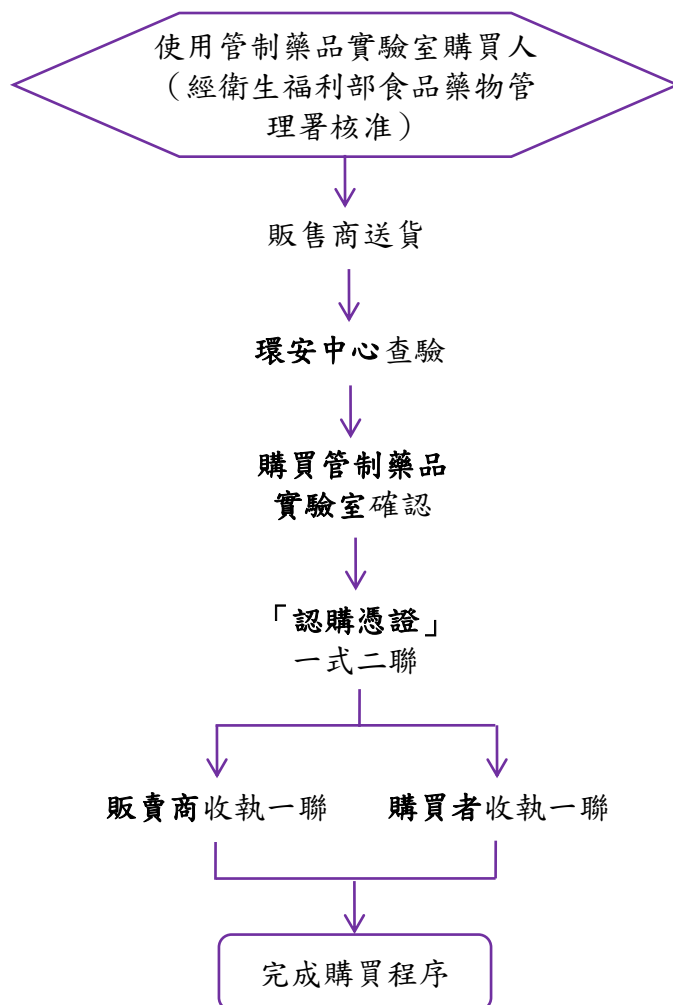 使用管制藥品實驗室購買人
（經衛生福利部食品藥物管
理署核准）
販售商送貨
環安中心查驗
購買管制藥品
實驗室確認
「認購憑證」
一式二聯
販賣商收執一聯
購買者收執一聯
完成購買程序